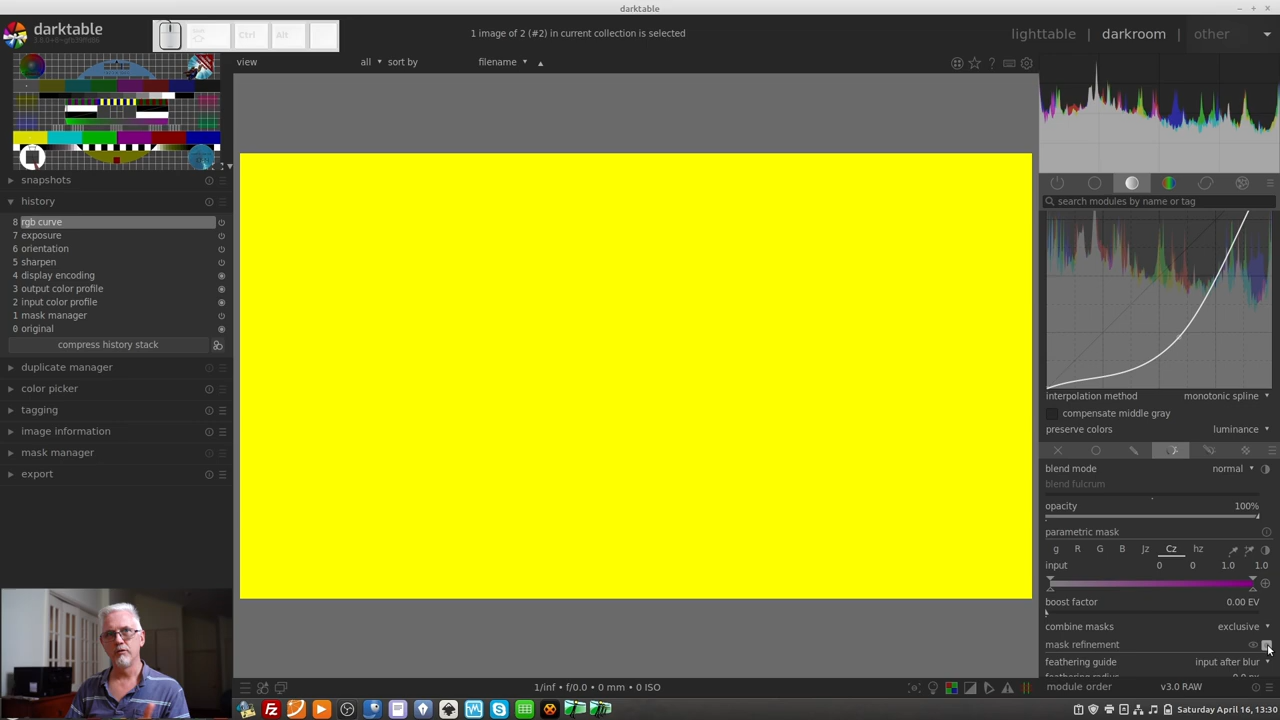 darktable
darktable
Ctrl
Alt
1 image of 2 (#2) in current collection is selected
lighttable | darkroom | other
view
all
sort by
filename
snapshots
history
8 rgb curve
7 exposure
6 orientation
5 sharpen
4 display encoding
3 output color profile
2 input color profile
1 mask manager
0 original
compress history stack
duplicate manager
color picker
tagging
image information
mask manager
export
1/inf • f/0.0 • 0 mm • 0 ISO
search modules by name or tag
interpolation method monotonic spline
compensate middle gray
preserve colors luminance
blend mode normal
blend fulcrum
opacity 100%
parametric mask
g R G B Jz Cz hz
input 0 0 1.0 1.0
boost factor 0.00 EV
combine masks exclusive
mask refinement
feathering guide input after blur
module order v3.0 RAW
Saturday April 16, 13:30